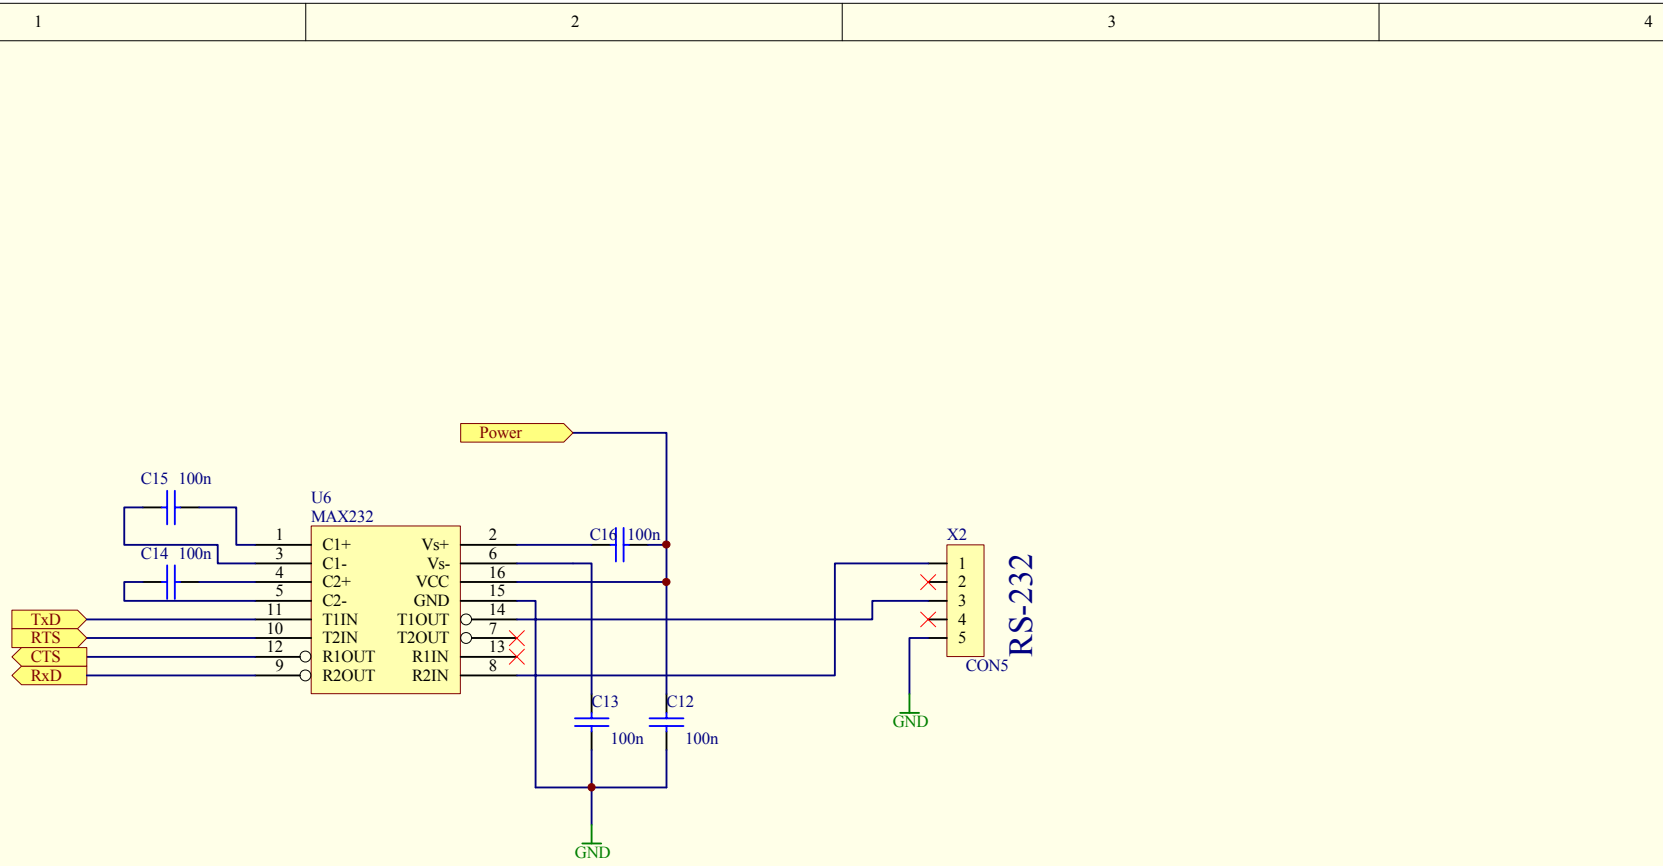 1 2 3 4
Power
C15 100n
U6
MAX232
C14 100n
1 C1+ Vs+ 2
3 C1- Vs- 6
4 C2+ VCC 16
5 C2- GND 15
TxD 11 T1IN T1OUT 14
RTS 10 T2IN T2OUT 7
CTS 12 R1OUT R1IN 13
RxD 9 R2OUT R2IN 8
C16 100n
X2
1
2
3
4
5
CON5
RS-232
GND
C13
100n
C12
100n
GND